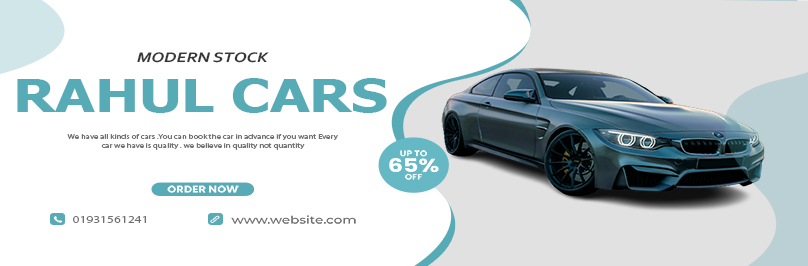 MODERN STOCK
RAHUL CARS
We have all kinds of cars .You can book the car in advance if you want Every
car we have is quality . we believe in quality not quantity
UP TO
65%
OFF
ORDER NOW
01931561241
www.website.com